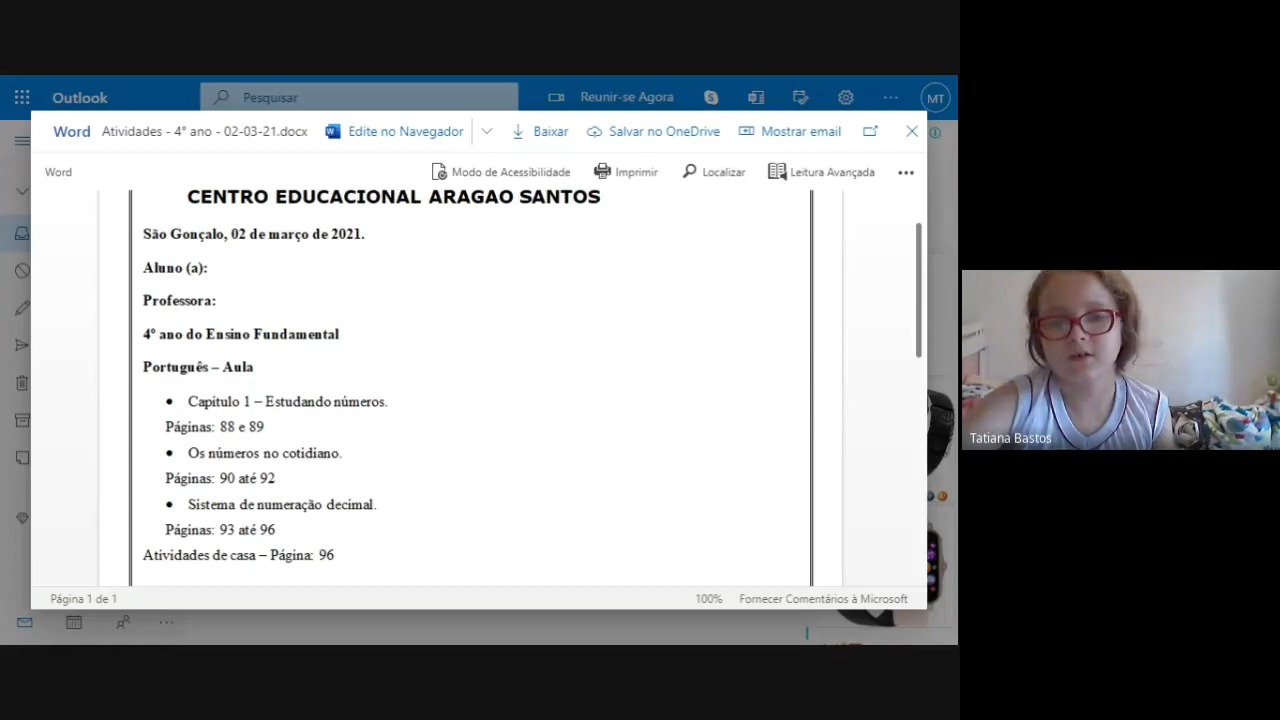 Outlook
Pesquisar
Reunir-se Agora
MT
Word
Atividades - 4° ano - 02-03-21.docx
Edite no Navegador
Baixar
Salvar no OneDrive
Mostrar email
Word
Modo de Acessibilidade
Imprimir
Localizar
Leitura Avançada
CENTRO EDUCACIONAL ARAGAO SANTOS
São Gonçalo, 02 de março de 2021.
Aluno (a):
Professora:
4º ano do Ensino Fundamental
Português – Aula
• Capítulo 1 – Estudando números.
Páginas: 88 e 89
• Os números no cotidiano.
Páginas: 90 até 92
• Sistema de numeração decimal.
Páginas: 93 até 96
Atividades de casa – Página: 96
Página 1 de 1
100%
Fornecer Comentários à Microsoft
Tatiana Bastos